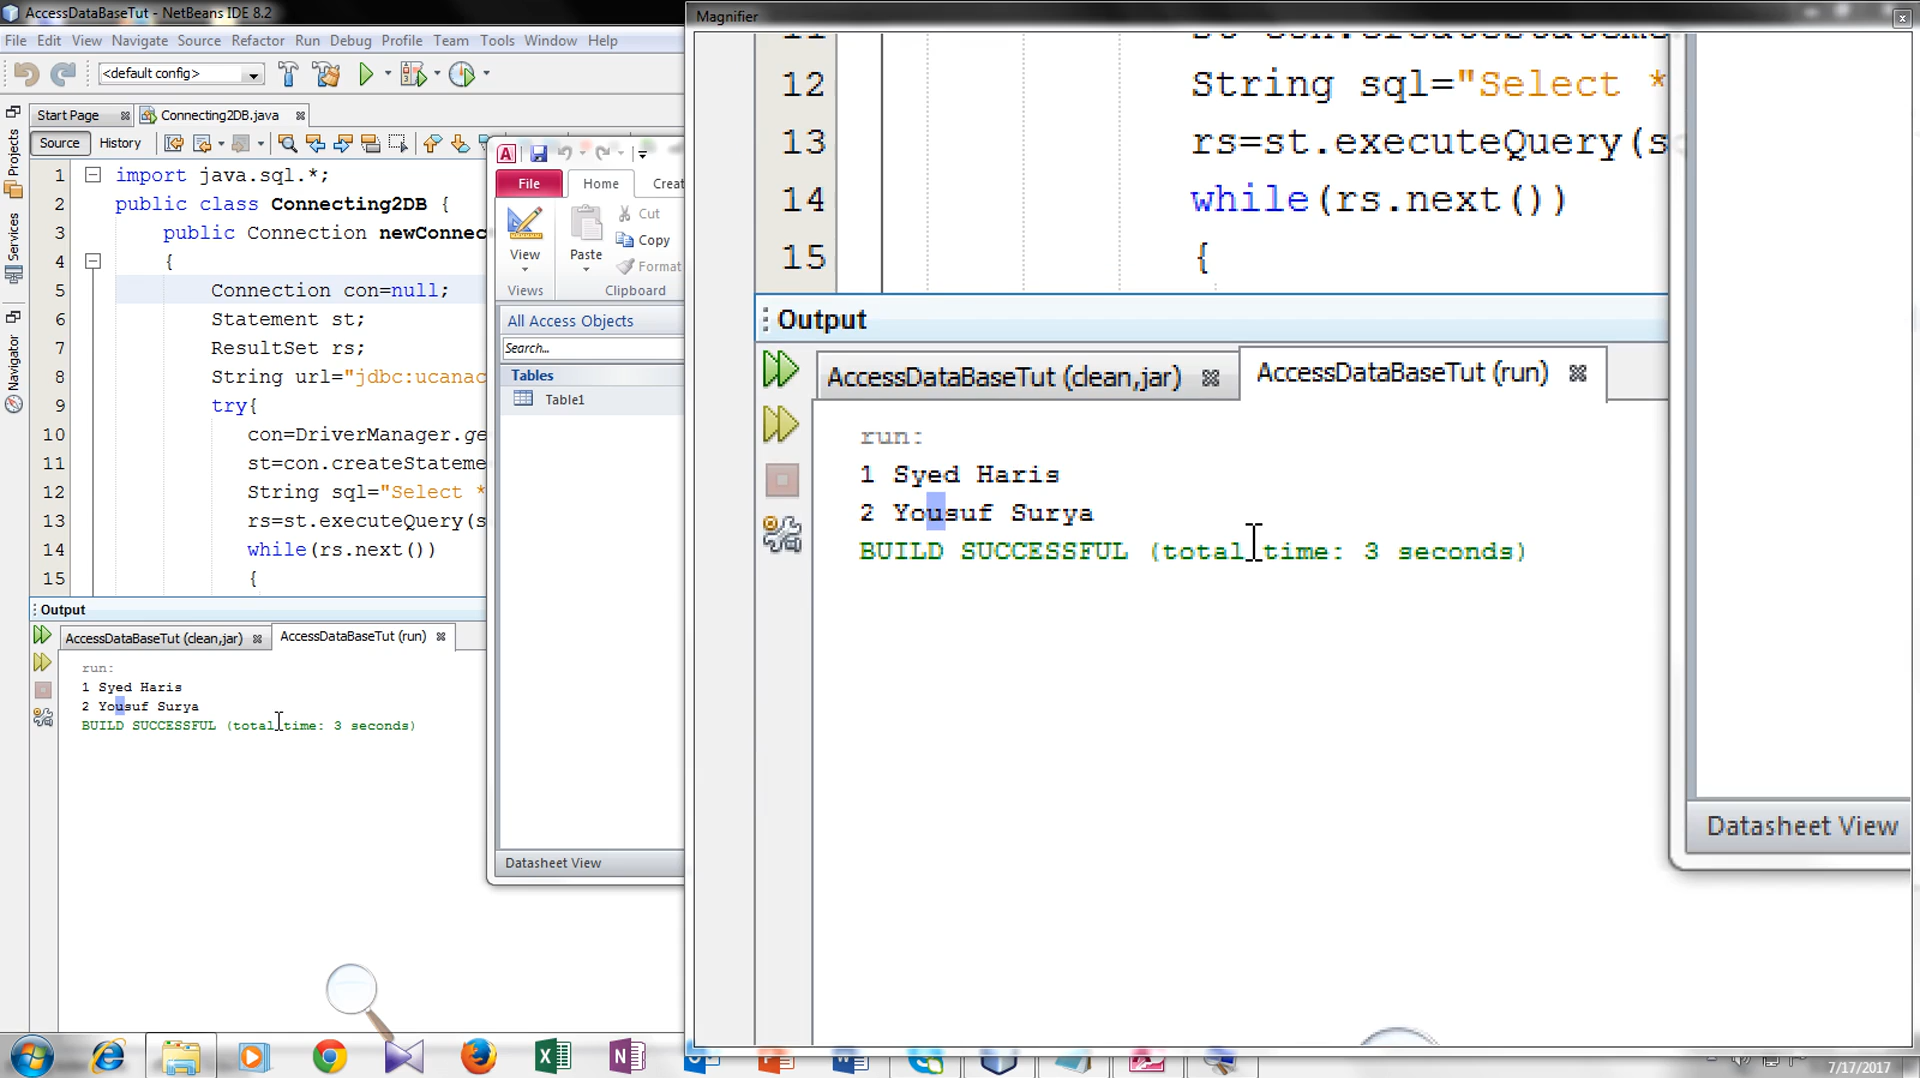 AccessDataBaseTut - NetBeans IDE 8.2
File Edit View Navigate Source Refactor Run Debug Profile Team Tools Window Help
<default config>
Start Page Connecting2DB.java
Source History
Projects
Services
Navigator
1 import java.sql.*;
2 public class Connecting2DB {
3 public Connection newConnec
4 {
5 Connection con=null;
6 Statement st;
7 ResultSet rs;
8 String url="jdbc:ucanac
9 try{
10 con=DriverManager.ge
11 st=con.createStateme
12 String sql="Select *
13 rs=st.executeQuery(s
14 while(rs.next())
15 {
Output
AccessDataBaseTut (clean,jar) AccessDataBaseTut (run)
run:
1 Syed Haris
2 Yousuf Surya
BUILD SUCCESSFUL (total time: 3 seconds)
A
File Home Creat
View
Paste
Cut
Copy
Format
Views Clipboard
All Access Objects
Search...
Tables
Table1
Datasheet View
Magnifier
12 String sql="Select *
13 rs=st.executeQuery(s
14 while(rs.next())
15 {
Output
AccessDataBaseTut (clean,jar) AccessDataBaseTut (run)
run:
1 Syed Haris
2 Yousuf Surya
BUILD SUCCESSFUL (total time: 3 seconds)
Datasheet View
7/17/2017